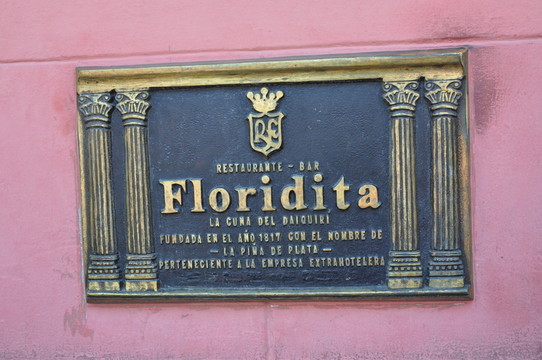 RF
RESTAURANTE - BAR
Floridita
LA CUNA DEL DAIQUIRI
FUNDADA EN EL AÑO 1817 CON EL NOMBRE DE
- LA PIÑA DE PLATA -
PERTENECIENTE A LA EMPRESA EXTRAHOTELERA